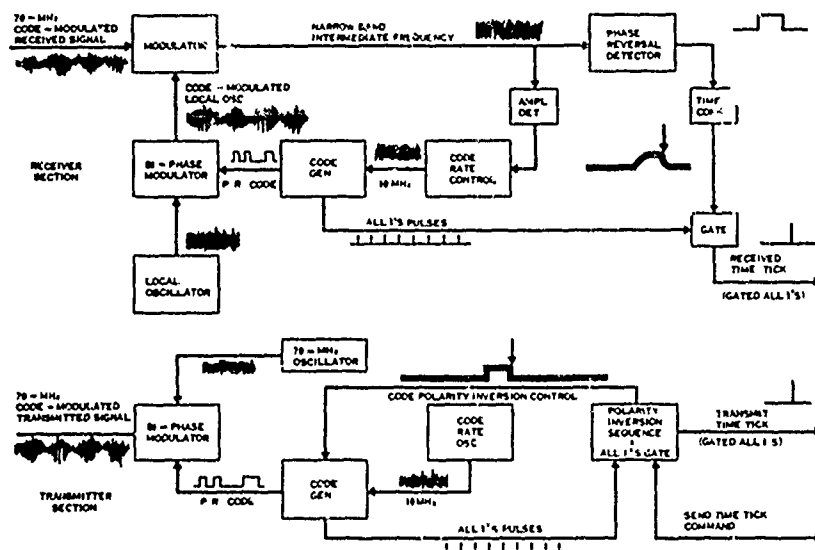 70 - MHz
CODE - MODULATED
RECEIVED SIGNAL
MODULATOR
NARROW BAND
INTERMEDIATE FREQUENCY
PHASE
REVERSAL
DETECTOR
CODE - MODULATED
LOCAL OSC
AMPL
DET
TIME
RECEIVER
SECTION
BI - PHASE
MODULATOR
P R CODE
CODE
GEN
10 MHz
CODE
RATE
CONTROL
ALL 1'S PULSES
GATE
LOCAL
OSCILLATOR
RECEIVED
TIME TICK
(GATED ALL 1'S)
70 - MHz
OSCILLATOR
70 - MHz
CODE - MODULATED
TRANSMITTED SIGNAL
BI - PHASE
MODULATOR
CODE POLARITY INVERSION CONTROL
CODE
RATE
OSC
POLARITY
INVERSION
SEQUENCE
+
ALL 1'S GATE
TRANSMIT
TIME TICK
(GATED ALL 1'S)
TRANSMITTER
SECTION
P R CODE
CODE
GEN
10 MHz
ALL 1'S PULSES
SEND TIME TICK
COMMAND